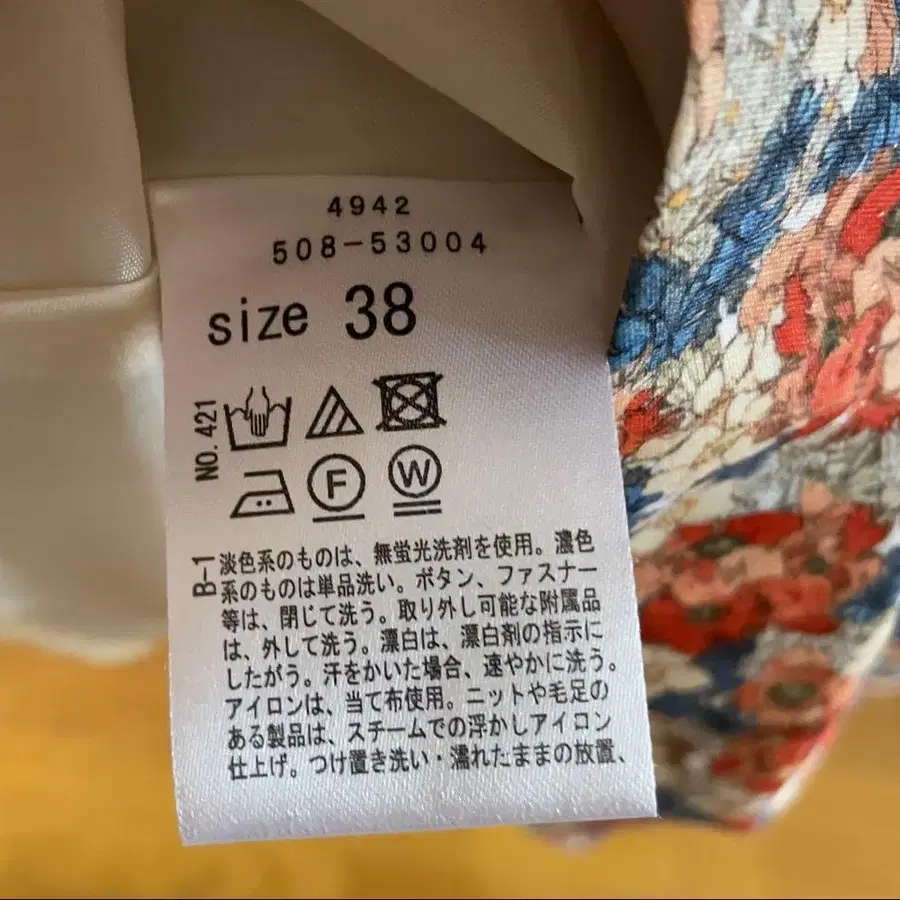 4942
508-53004
size 38
NO.421
F
W
B-1
淡色系のものは、無蛍光洗剤を使用。濃色
系のものは単品洗い。ボタン、ファスナー
等は、閉じて洗う。取り外し可能な附属品
は、外して洗う。漂白は、漂白剤の指示に
したがう。汗をかいた場合、速やかに洗う。
アイロンは、当て布使用。ニットや毛足の
ある製品は、スチームでの浮かしアイロン
仕上げ。つけ置き洗い・濡れたままの放置、